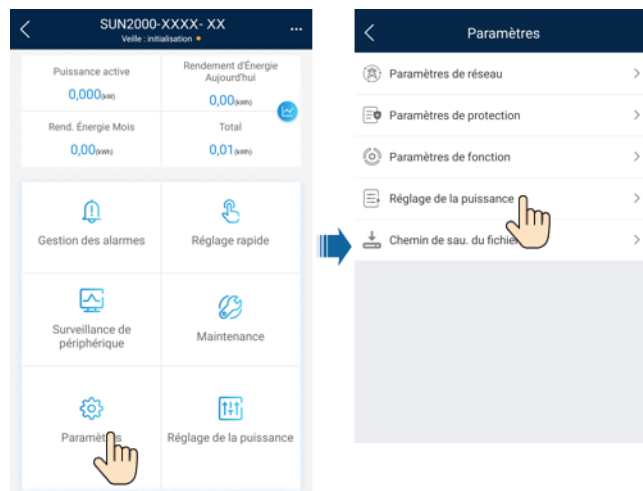 SUN2000-XXXX- XX
Veille : initialisation
...
Puissance active
0,000(kW)
Rendement d'Énergie
Aujourd'hui
0,00(kWh)
Rend. Énergie Mois
0,00(kWh)
Total
0,01(kWh)
Gestion des alarmes
Réglage rapide
Surveillance de
périphérique
Maintenance
Paramètres
Réglage de la puissance
Paramètres
Paramètres de réseau
Paramètres de protection
Paramètres de fonction
Réglage de la puissance
Chemin de sau. du fichier